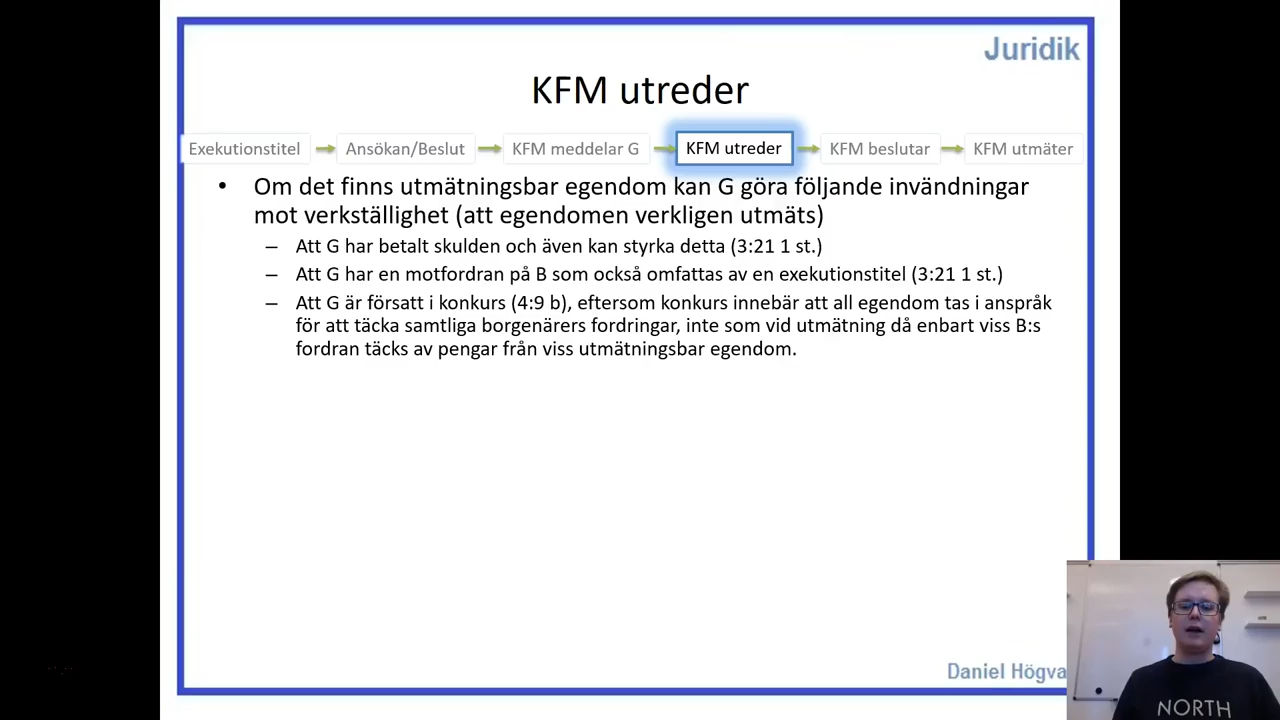 Juridik
KFM utreder
Exekutionstitel
Ansökan/Beslut
KFM meddelar G
KFM utreder
KFM beslutar
KFM utmäter
• Om det finns utmätningsbar egendom kan G göra följande invändningar
mot verkställighet (att egendomen verkligen utmäts)
– Att G har betalt skulden och även kan styrka detta (3:21 1 st.)
– Att G har en motfordran på B som också omfattas av en exekutionstitel (3:21 1 st.)
– Att G är försatt i konkurs (4:9 b), eftersom konkurs innebär att all egendom tas i anspråk
för att täcka samtliga borgenärers fordringar, inte som vid utmätning då enbart viss B:s
fordran täcks av pengar från viss utmätningsbar egendom.
Daniel Högva
NORTH